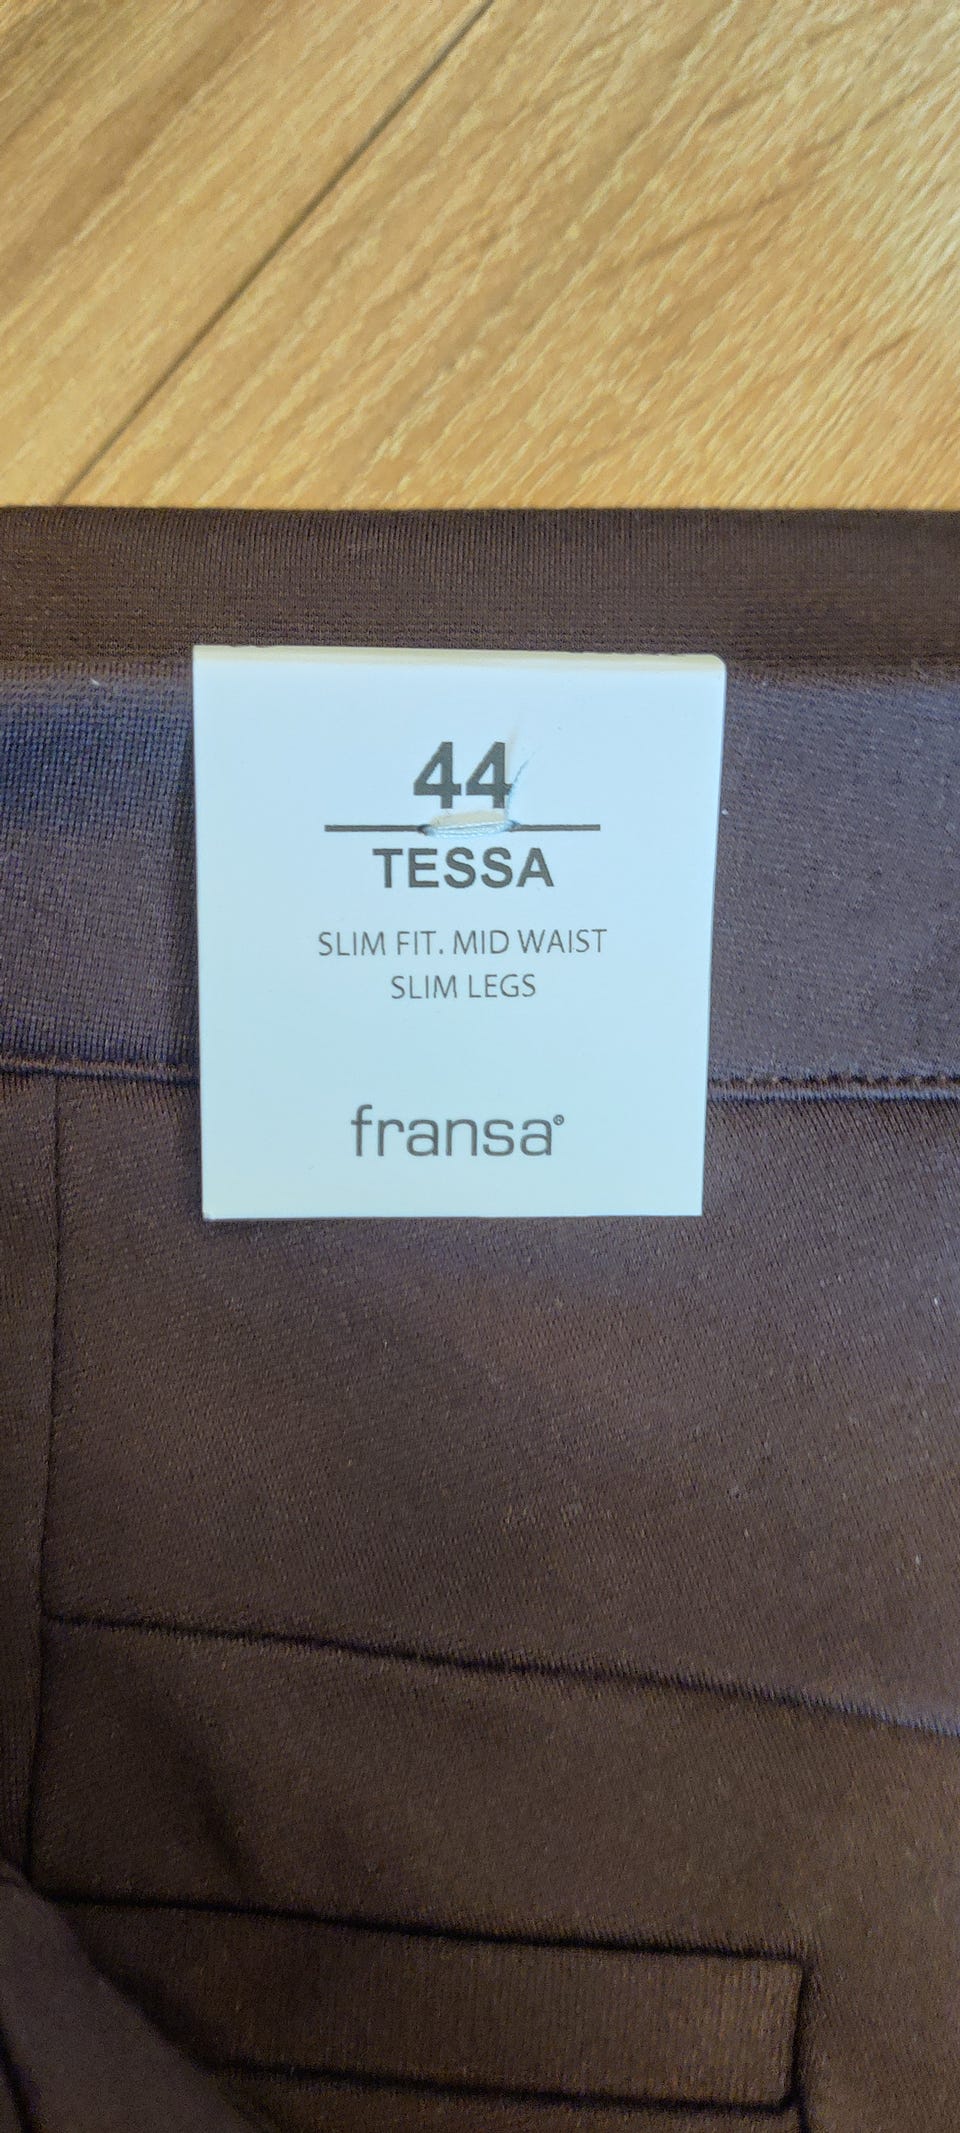 44
TESSA
SLIM FIT. MID WAIST
SLIM LEGS
fransa®